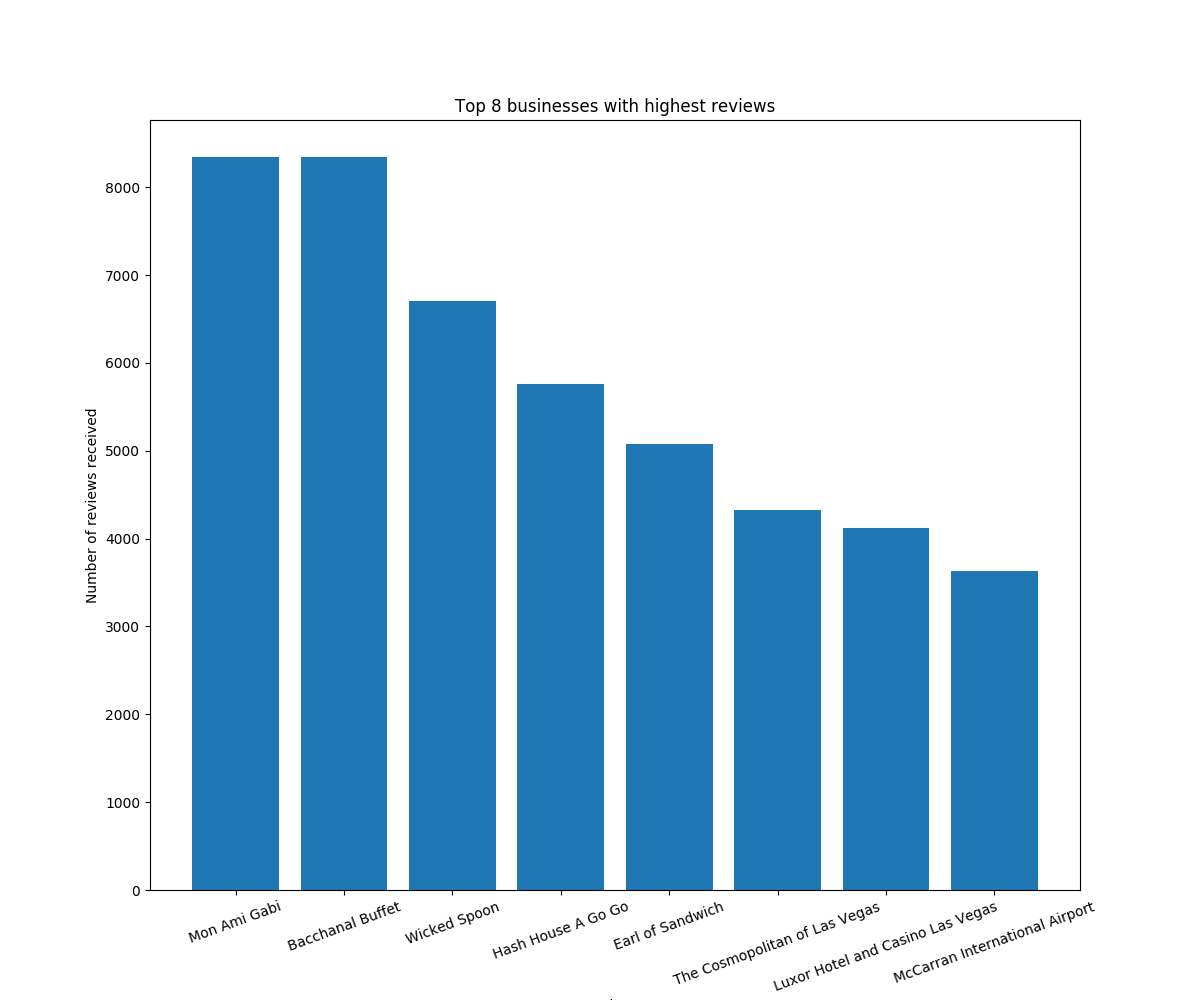 Top 8 businesses with highest reviews
8000
7000
6000
5000
4000
3000
2000
1000
0
Number of reviews received
Mon Ami Gabi
Bacchanal Buffet
Wicked Spoon
Hash House A Go Go
Earl of Sandwich
The Cosmopolitan of Las Vegas
Luxor Hotel and Casino Las Vegas
McCarran International Airport